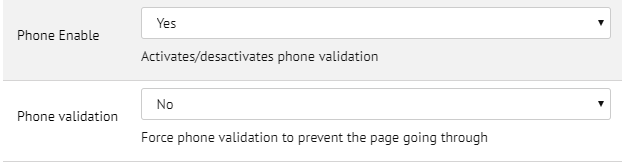 Phone Enable
Yes
Activates/desactivates phone validation
Phone validation
No
Force phone validation to prevent the page going through